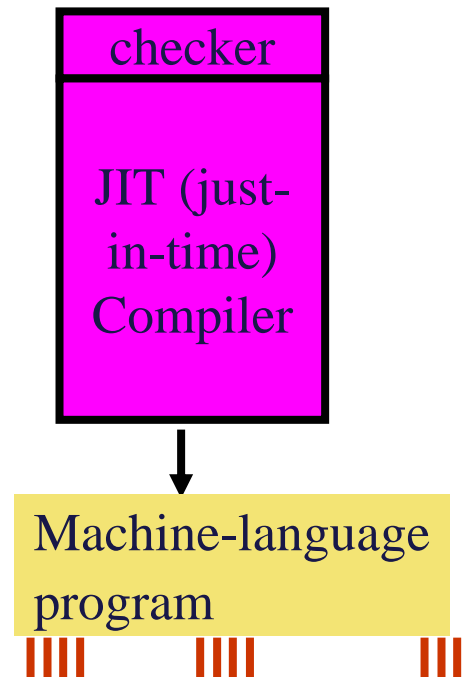 checker
JIT (just-
in-time)
Compiler
Machine-language
program